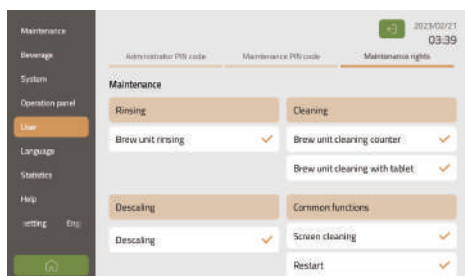 Maintenance
Beverage
System
Operation panel
User
Language
Statistics
Help
setting Eng
2023/02/21
03:39
Administrator PIN code
Maintenance PIN code
Maintenance rights
Maintenance
Rinsing
Brew unit rinsing
Cleaning
Brew unit cleaning counter
Brew unit cleaning with tablet
Descaling
Descaling
Common functions
Screen cleaning
Restart